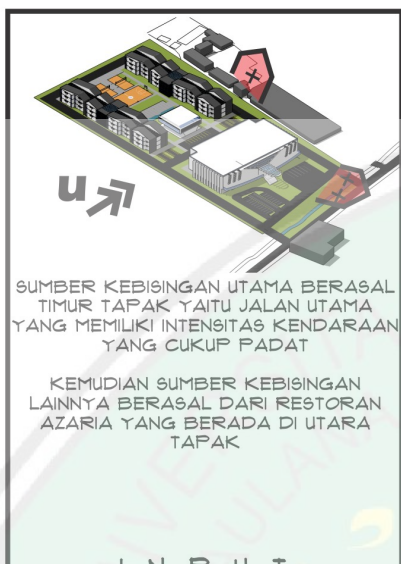 U
SUMBER KEBISINGAN UTAMA BERASAL
TIMUR TAPAK YAITU JALAN UTAMA
YANG MEMILIKI INTENSITAS KENDARAAN
YANG CUKUP PADAT
KEMUDIAN SUMBER KEBISINGAN
LAINNYA BERASAL DARI RESTORAN
AZARIA YANG BERADA DI UTARA
TAPAK